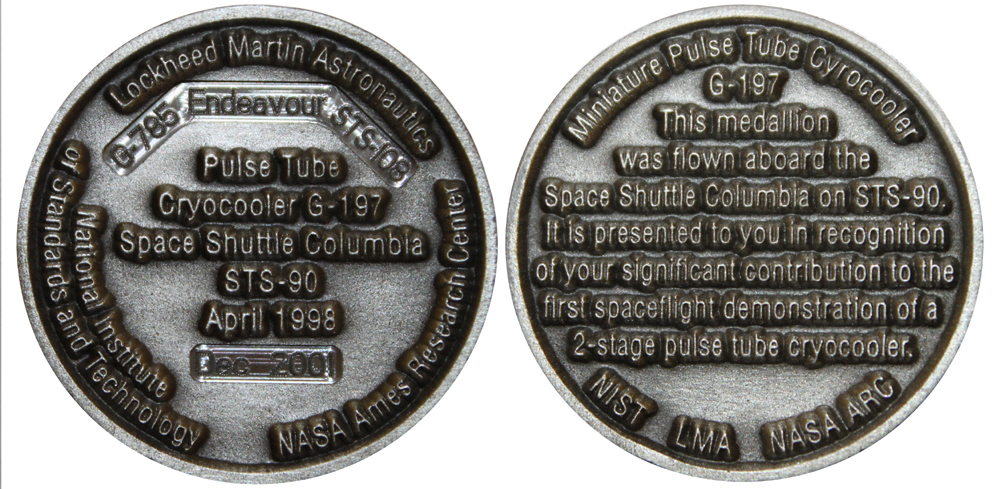 Lockheed Martin Astronautics
G-785 Endeavour STS-108
Pulse Tube
Cryocooler G-197
Space Shuttle Columbia
STS-90
April 1998
Dec 2001
National Institute
of Standards and Technology
NASA Ames Research Center
Miniature Pulse Tube Cyrocooler
G-197
This medallion
was flown aboard the
Space Shuttle Columbia on STS-90.
It is presented to you in recognition
of your significant contribution to the
first spaceflight demonstration of a
2-stage pulse tube cryocooler.
NIST LMA NASA ARC